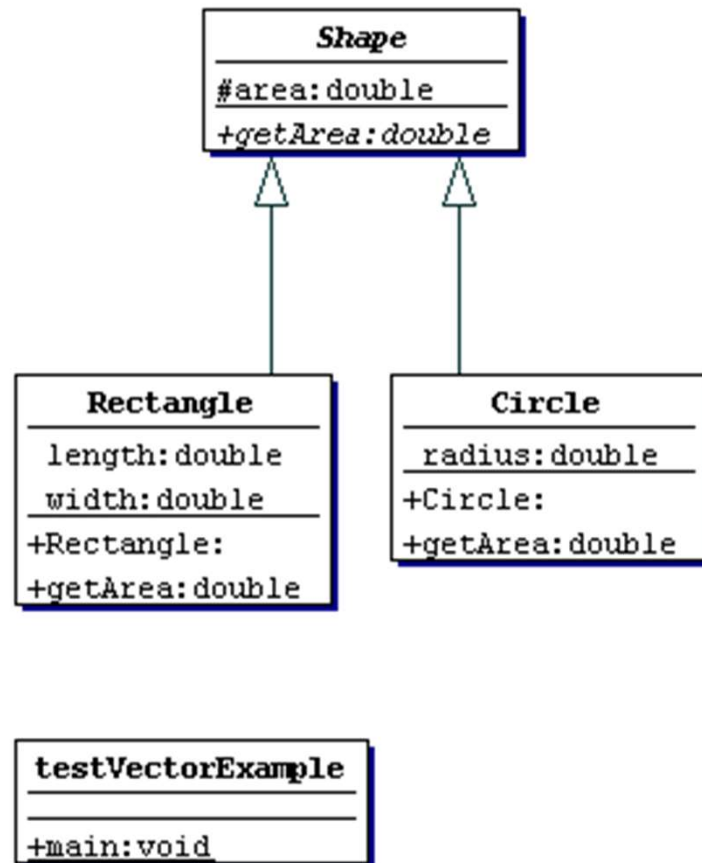 Shape
#area:double
+getArea:double
Rectangle
length:double
width:double
+Rectangle:
+getArea:double
Circle
radius:double
+Circle:
+getArea:double
testVectorExample
+main:void